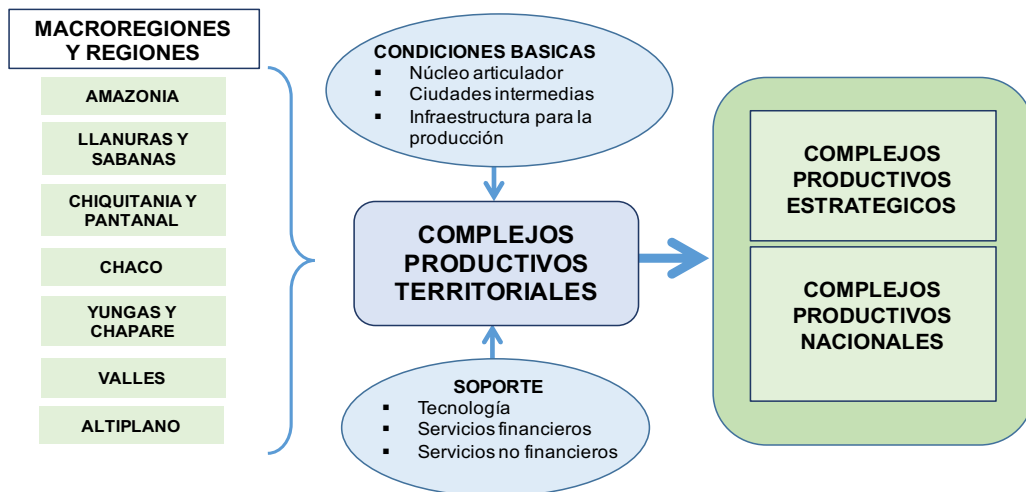 MACROREGIONES
Y REGIONES
AMAZONIA
LLANURAS Y
SABANAS
CHIQUITANIA Y
PANTANAL
CHACO
YUNGAS Y
CHAPARE
VALLES
ALTIPLANO
CONDICIONES BASICAS
▪ Núcleo articulador
▪ Ciudades intermedias
▪ Infraestructura para la
producción
COMPLEJOS
PRODUCTIVOS
TERRITORIALES
SOPORTE
▪ Tecnología
▪ Servicios financieros
▪ Servicios no financieros
COMPLEJOS
PRODUCTIVOS
ESTRATEGICOS
COMPLEJOS
PRODUCTIVOS
NACIONALES